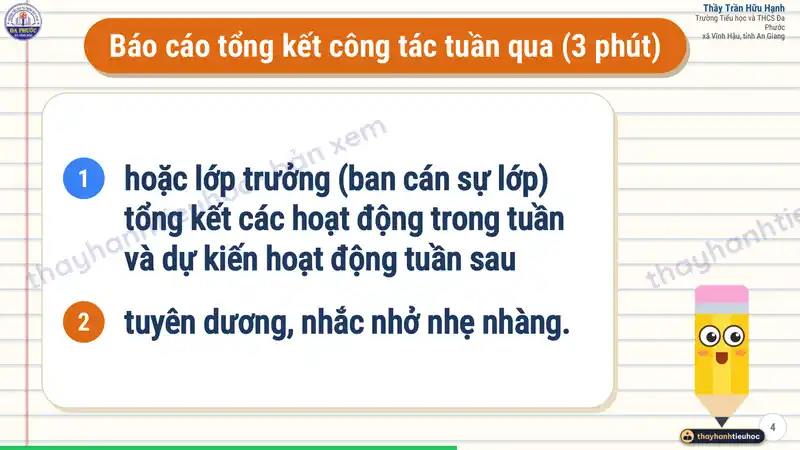 Thầy Trần Hữu Hạnh
Trường Tiểu học và THCS Đa
Phước
xã Vĩnh Hậu, tỉnh An Giang
ĐA PHƯỚC
Báo cáo tổng kết công tác tuần qua (3 phút)
1
hoặc lớp trưởng (ban cán sự lớp)
tổng kết các hoạt động trong tuần
và dự kiến hoạt động tuần sau
2
tuyên dương, nhắc nhở nhẹ nhàng.
4
thayhanhtieuhoc